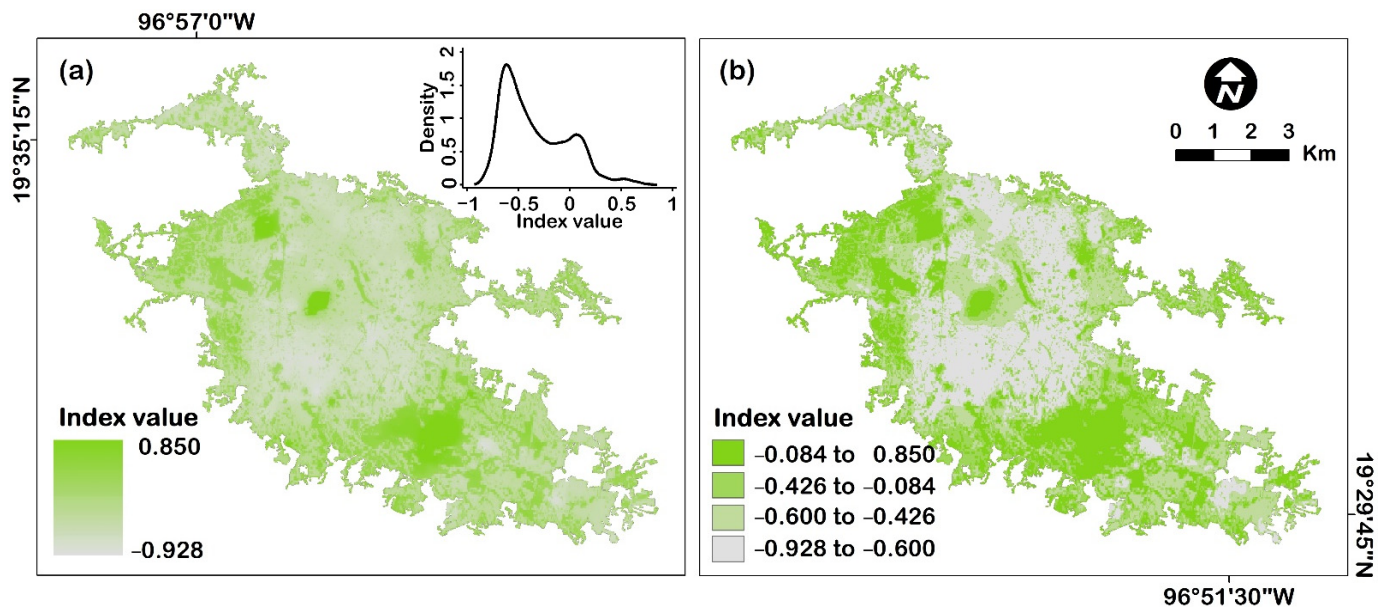 96°57'0"W
19°35'15"N
(a)
2
1.5
1
0.5
0
Density
−1 −0.5 0 0.5 1
Index value
Index value
0.850
−0.928
(b)
N
0 1 2 3
Km
Index value
−0.084 to 0.850
−0.426 to −0.084
−0.600 to −0.426
−0.928 to −0.600
19°29'45"N
96°51'30"W